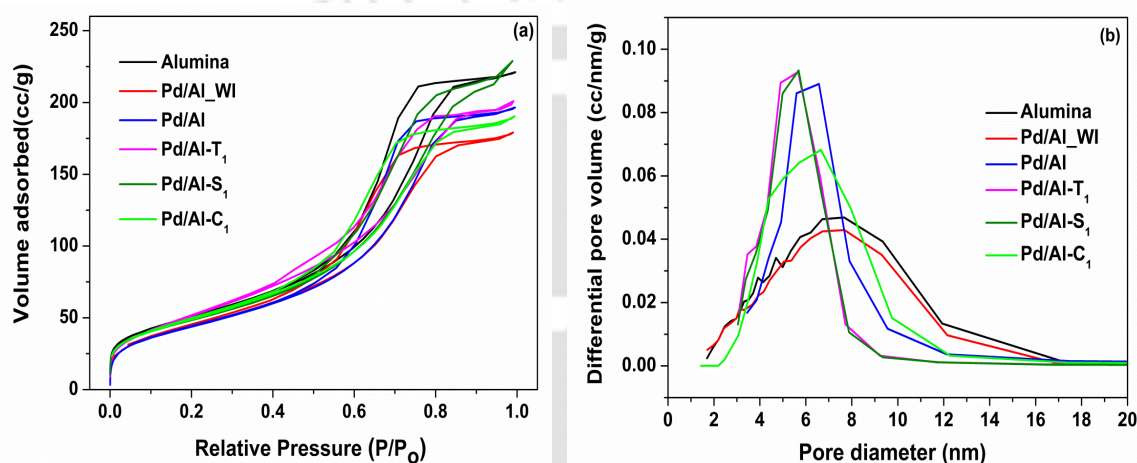 (a)
250
200
150
100
50
0
Volume adsorbed(cc/g)
Alumina
Pd/Al_WI
Pd/Al
Pd/Al-T₁
Pd/Al-S₁
Pd/Al-C₁
0.0 0.2 0.4 0.6 0.8 1.0
Relative Pressure (P/P₀)
(b)
0.10
0.08
0.06
0.04
0.02
0.00
Differential pore volume (cc/nm/g)
Alumina
Pd/Al_WI
Pd/Al
Pd/Al-T₁
Pd/Al-S₁
Pd/Al-C₁
0 2 4 6 8 10 12 14 16 18 20
Pore diameter (nm)